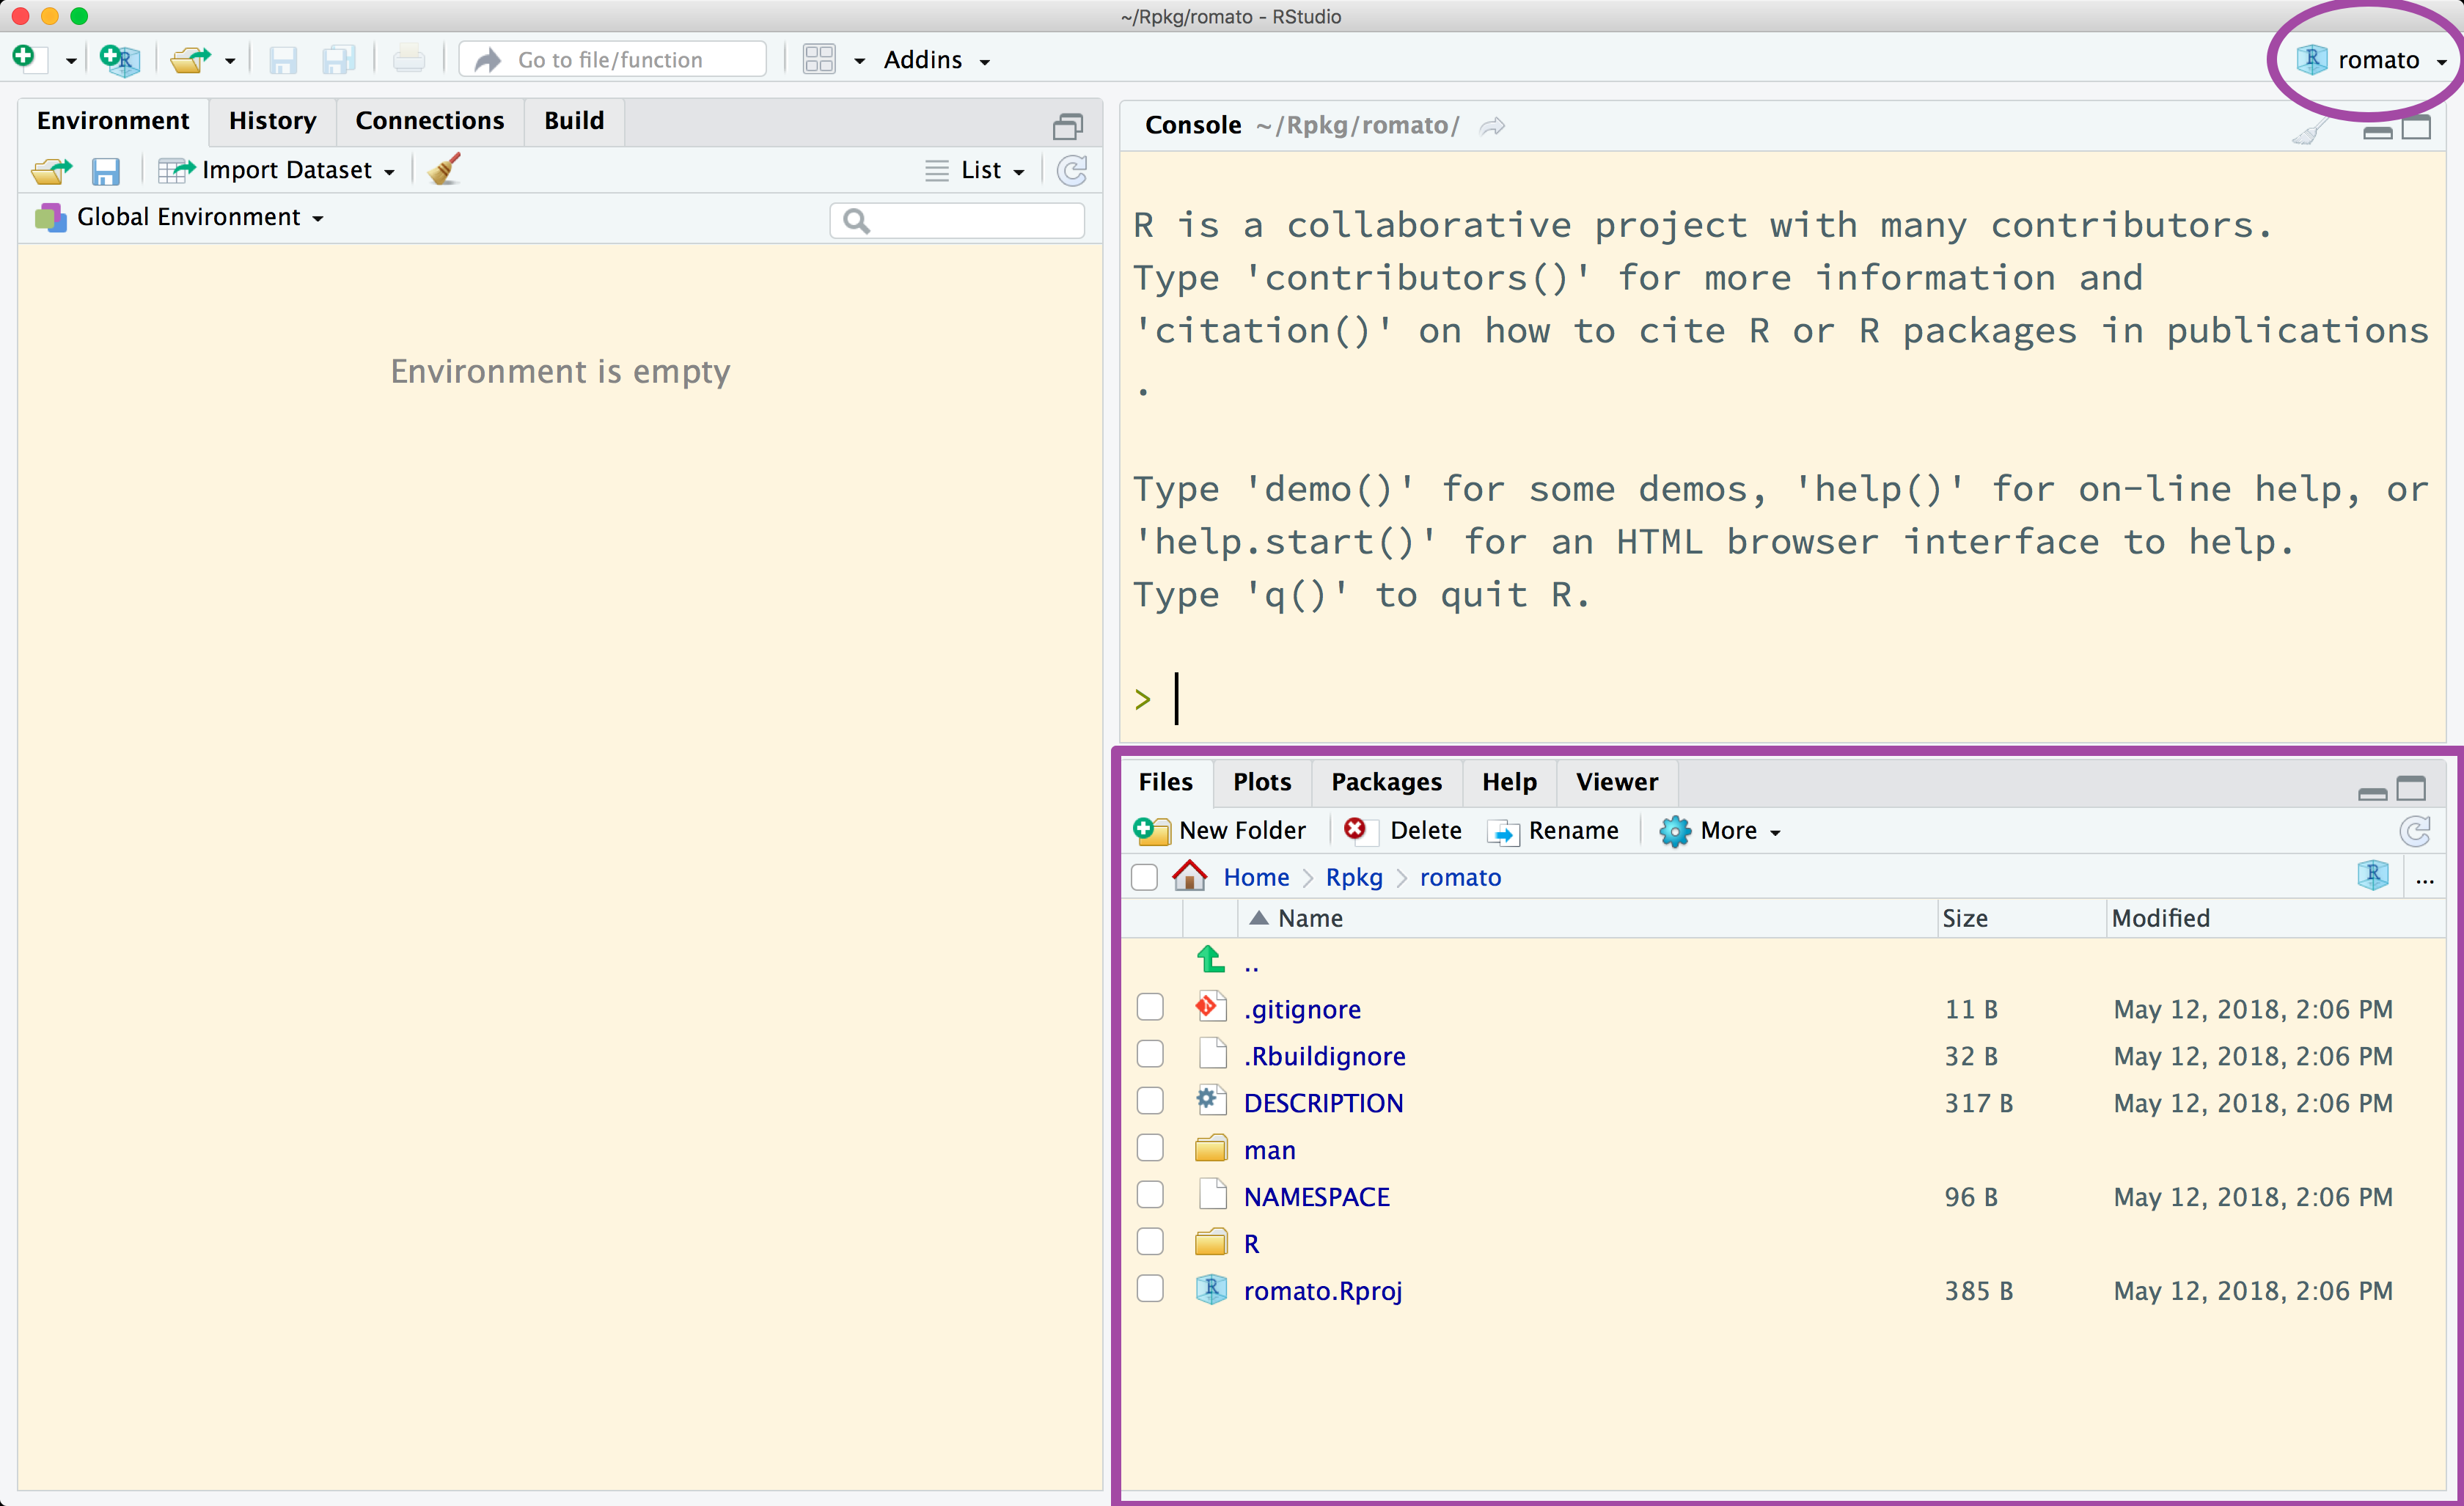 ~/Rpkg/romato - RStudio
Go to file/function
Addins
romato
Environment
History
Connections
Build
Import Dataset
List
Global Environment
Environment is empty
Console ~/Rpkg/romato/
R is a collaborative project with many contributors.
Type 'contributors()' for more information and
'citation()' on how to cite R or R packages in publications
.
Type 'demo()' for some demos, 'help()' for on-line help, or
'help.start()' for an HTML browser interface to help.
Type 'q()' to quit R.
>
Files
Plots
Packages
Help
Viewer
New Folder
Delete
Rename
More
Home
Rpkg
romato
...
Name Size Modified
..
.gitignore 11 B May 12, 2018, 2:06 PM
.Rbuildignore 32 B May 12, 2018, 2:06 PM
DESCRIPTION 317 B May 12, 2018, 2:06 PM
man
NAMESPACE 96 B May 12, 2018, 2:06 PM
R
romato.Rproj 385 B May 12, 2018, 2:06 PM